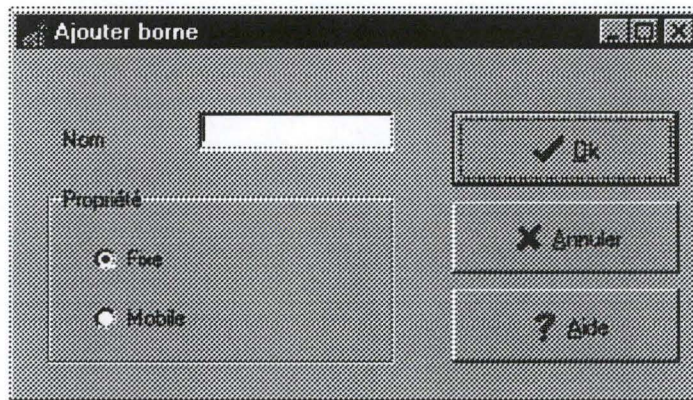 Ajouter borne
Nom
Ok
Propriété
Fixe
Annuler
Mobile
Aide